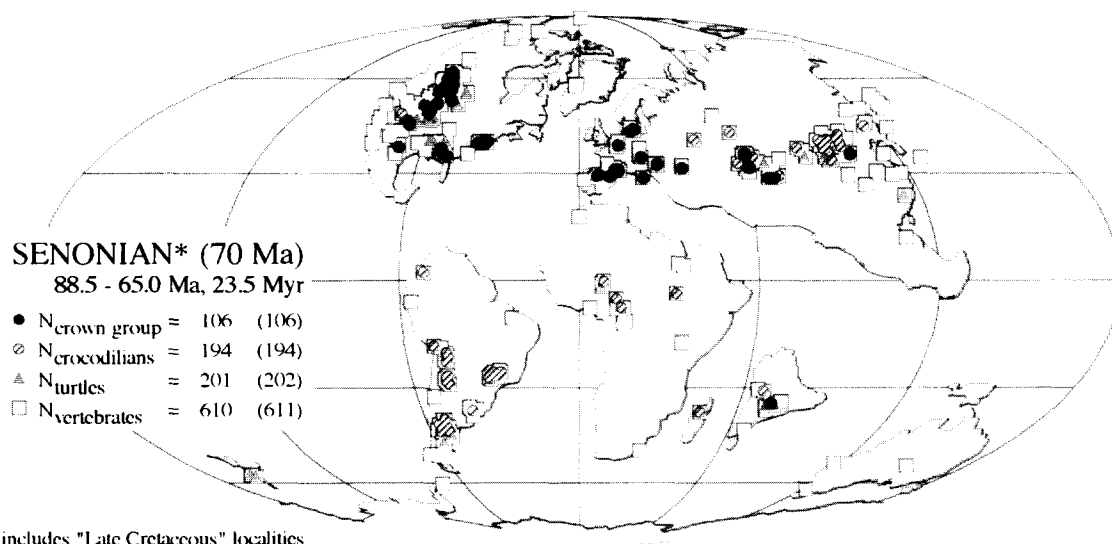 SENONIAN* (70 Ma)
88.5 - 65.0 Ma, 23.5 Myr
N crown group = 106 (106)
N crocodilians = 194 (194)
N turtles = 201 (202)
N vertebrates = 610 (611)
includes "Late Cretaceous" localities